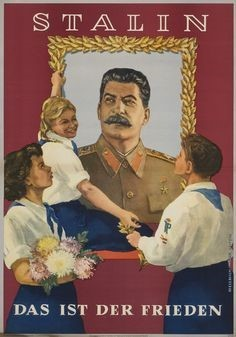 STALIN
DAS IST DER FRIEDEN